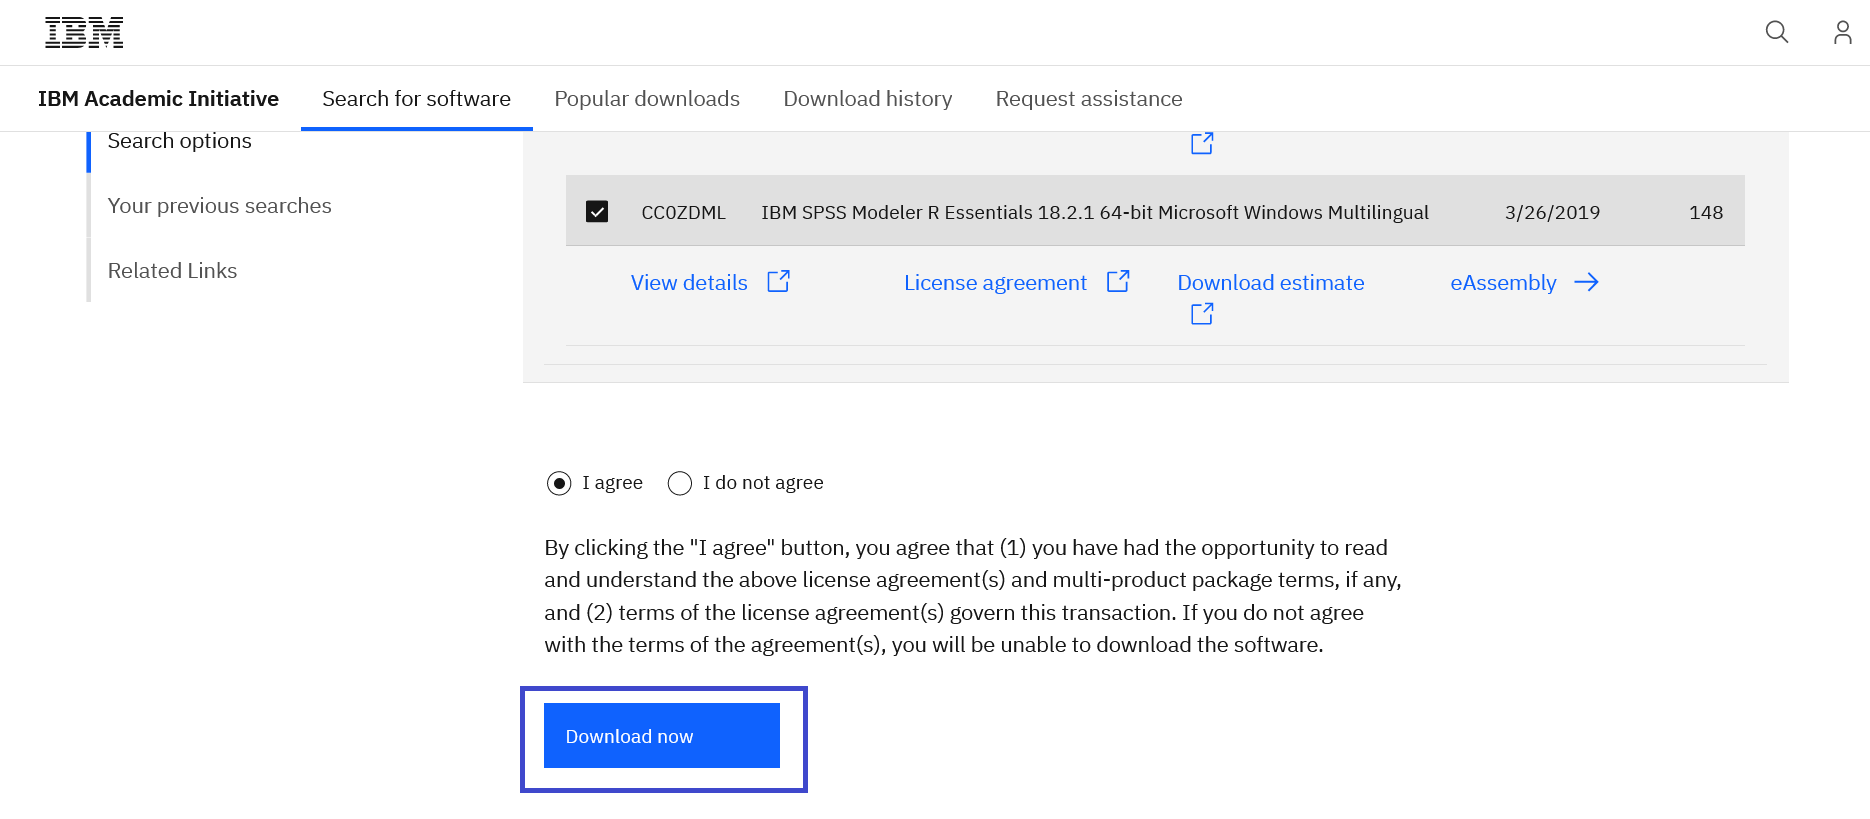 IBM
IBM Academic Initiative Search for software Popular downloads Download history Request assistance
Search options
Your previous searches
Related Links
CC0ZDML IBM SPSS Modeler R Essentials 18.2.1 64-bit Microsoft Windows Multilingual 3/26/2019 148
View details License agreement Download estimate eAssembly
I agree I do not agree
By clicking the "I agree" button, you agree that (1) you have had the opportunity to read
and understand the above license agreement(s) and multi-product package terms, if any,
and (2) terms of the license agreement(s) govern this transaction. If you do not agree
with the terms of the agreement(s), you will be unable to download the software.
Download now